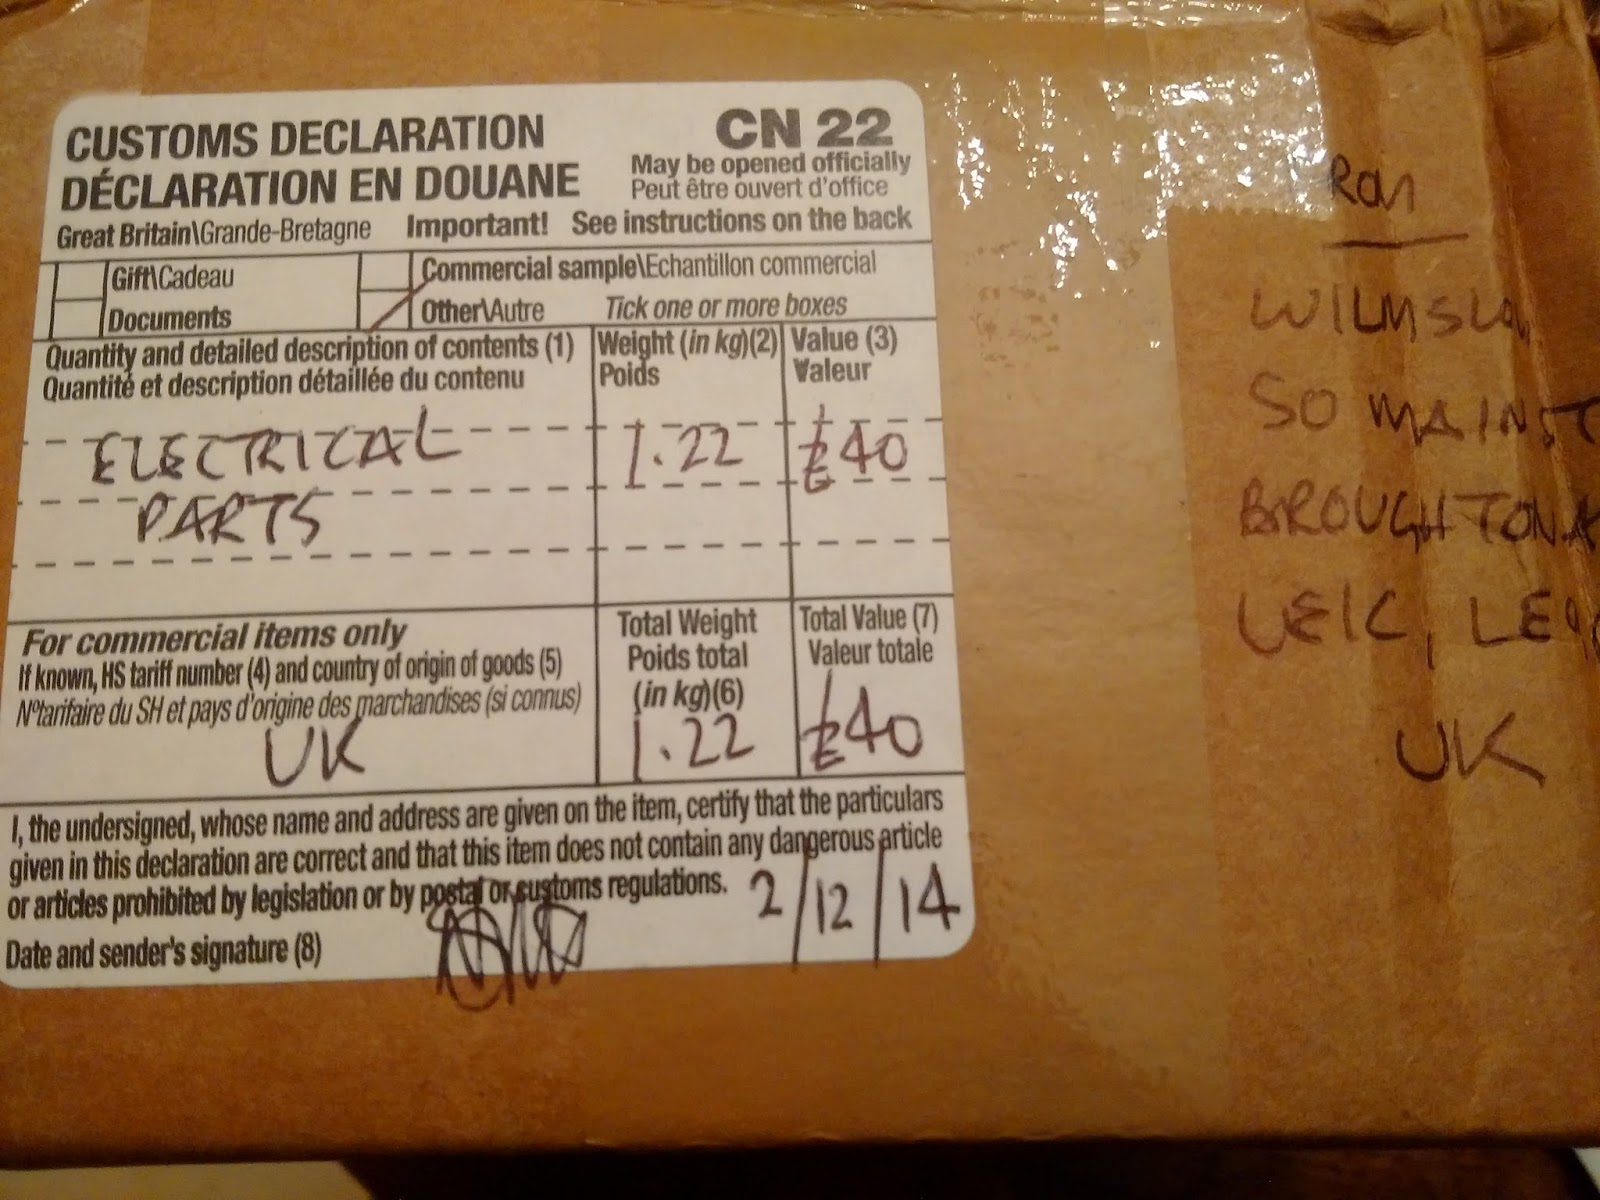 CUSTOMS DECLARATION
DÉCLARATION EN DOUANE
CN 22
May be opened officially
Peut être ouvert d'office
Great Britain\Grande-Bretagne Important! See instructions on the back
Gift\Cadeau
Commercial sample\Echantillon commercial
Documents
Other\Autre Tick one or more boxes
Quantity and detailed description of contents (1)
Quantité et description détaillée du contenu
Weight (in kg)(2)
Poids
Value (3)
Valeur
ELECTRICAL 1.22 £40
PARTS
For commercial items only
If known, HS tariff number (4) and country of origin of goods (5)
N°tarifaire du SH et pays d'origine des marchandises (si connus)
UK
Total Weight
Poids total
(in kg)(6)
1.22
Total Value (7)
Valeur totale
£40
I, the undersigned, whose name and address are given on the item, certify that the particulars
given in this declaration are correct and that this item does not contain any dangerous article
or articles prohibited by legislation or by postal or customs regulations.
2/12/14
Date and sender's signature (8)
WILMSLO
MAIN ST
BROUGHTON A
LEIC, LE9
UK